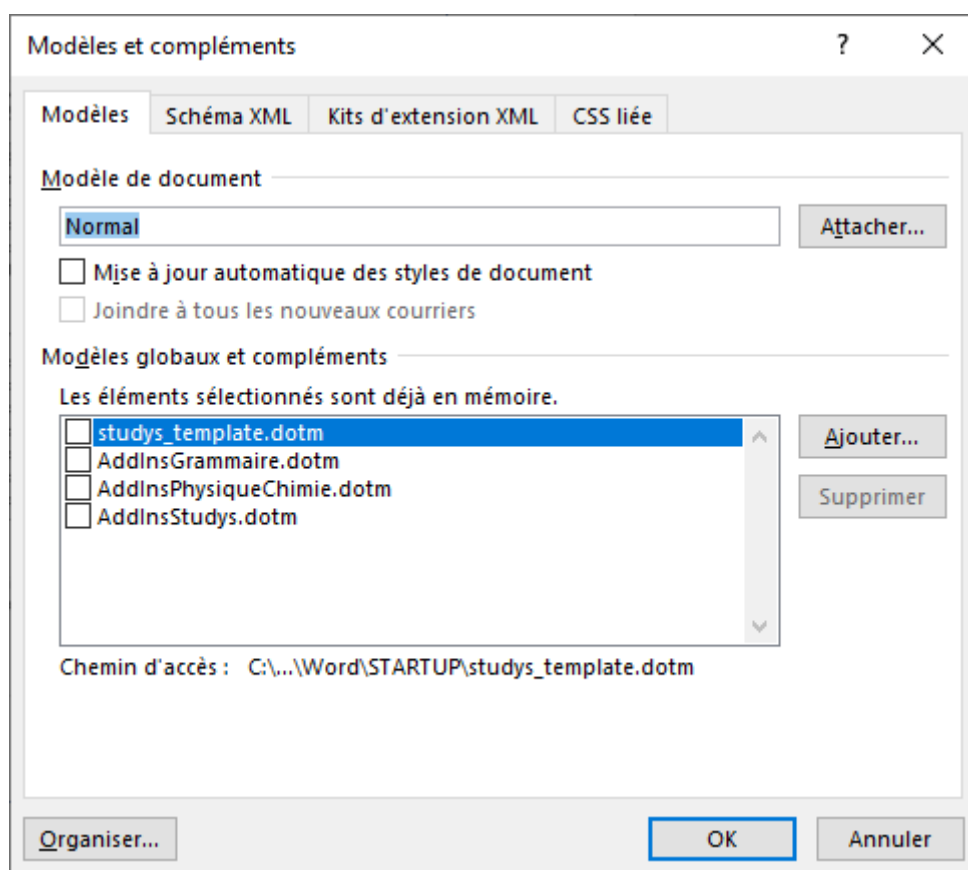 Modèles et compléments
Modèles Schéma XML Kits d'extension XML CSS liée
Modèle de document
Normal Attacher...
Mise à jour automatique des styles de document
Joindre à tous les nouveaux courriers
Modèles globaux et compléments
Les éléments sélectionnés sont déjà en mémoire.
studys_template.dotm Ajouter...
AddInsGrammaire.dotm
AddInsPhysiqueChimie.dotm Supprimer
AddInsStudys.dotm
Chemin d'accès : C:\...\Word\STARTUP\studys_template.dotm
Organiser... OK Annuler